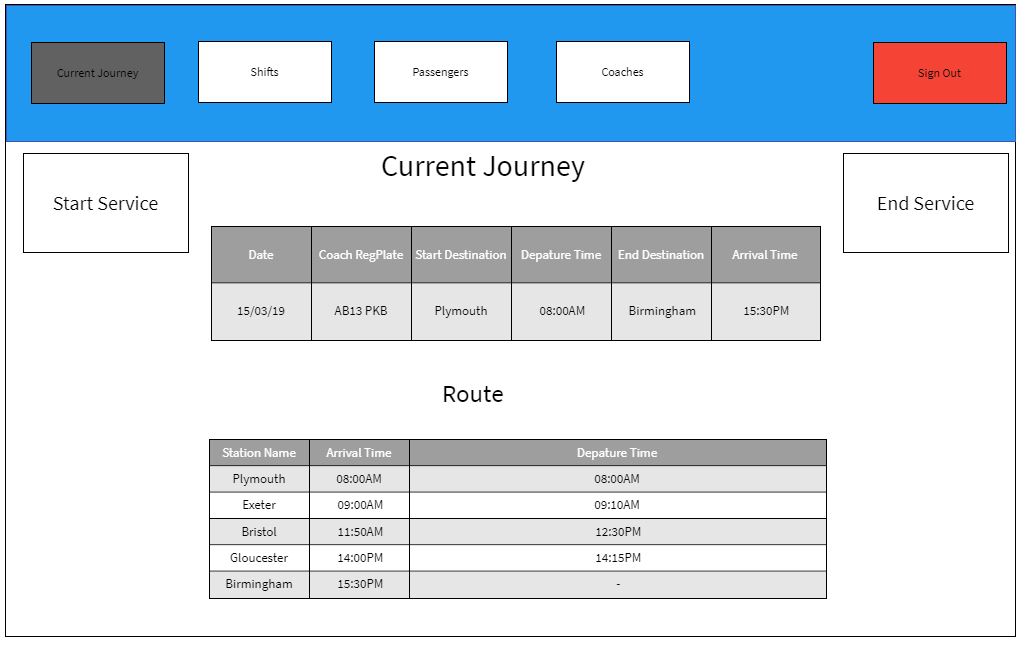 Current Journey Shifts Passengers Coaches Sign Out
Start Service Current Journey End Service
Date Coach RegPlate Start Destination Depature Time End Destination Arrival Time
15/03/19 AB13 PKB Plymouth 08:00AM Birmingham 15:30PM
Route
Station Name Arrival Time Depature Time
Plymouth 08:00AM 08:00AM
Exeter 09:00AM 09:10AM
Bristol 11:50AM 12:30PM
Gloucester 14:00PM 14:15PM
Birmingham 15:30PM -